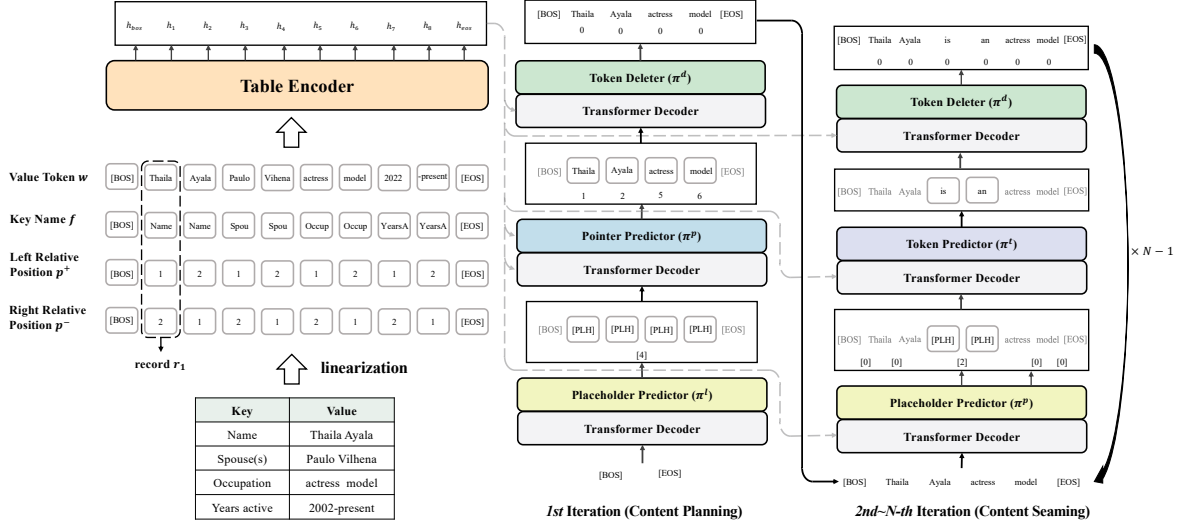 h_bos h_1 h_2 h_3 h_4 h_5 h_6 h_7 h_8 h_eos
Table Encoder
Value Token w [BOS] Thaila Ayala Paulo Vihena actress model 2022 -present [EOS]
Key Name f [BOS] Name Name Spou Spou Occup Occup YearsA YearsA [EOS]
Left Relative
Position p⁺ [BOS] 1 2 1 2 1 2 1 2 [EOS]
Right Relative
Position p⁻ [BOS] 2 1 2 1 2 1 2 1 [EOS]
record r₁
linearization
Key Value
Name Thaila Ayala
Spouse(s) Paulo Vilhena
Occupation actress model
Years active 2002-present
[BOS] Thaila Ayala actress model [EOS]
0 0 0 0
Token Deleter (π^d)
Transformer Decoder
[BOS] Thaila Ayala actress model [EOS]
1 2 5 6
Pointer Predictor (π^p)
Transformer Decoder
[BOS] [PLH] [PLH] [PLH] [PLH] [EOS]
[4]
Placeholder Predictor (π^l)
Transformer Decoder
[BOS] [EOS]
1st Iteration (Content Planning)
[BOS] Thaila Ayala is an actress model [EOS]
0 0 0 0 0 0
Token Deleter (π^d)
Transformer Decoder
[BOS] Thaila Ayala is an actress model [EOS]
Token Predictor (π^t)
Transformer Decoder
[BOS] Thaila Ayala [PLH] [PLH] actress model [EOS]
[0] [0] [2] [0] [0]
Placeholder Predictor (π^p)
Transformer Decoder
[BOS] Thaila Ayala actress model [EOS]
2nd~N-th Iteration (Content Seaming)
× N − 1